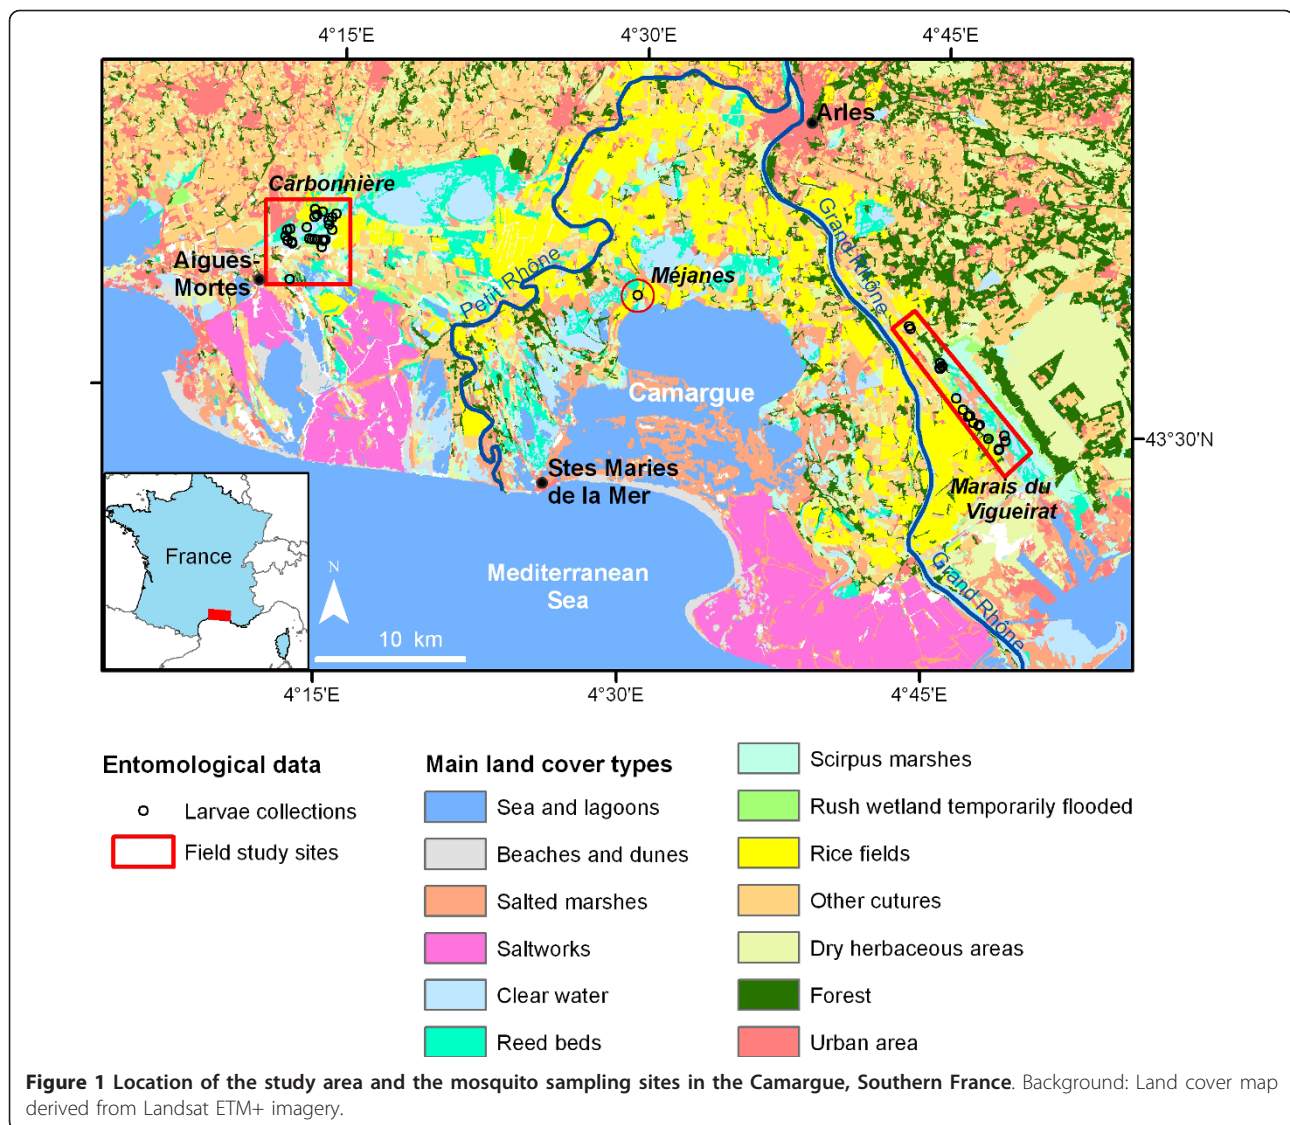 4°15'E 4°30'E 4°45'E
Arles
Carbonnière
Grand Rhône
Aigues-
Mortes
Petit Rhône
Méjanes
Camargue
43°30'N
Stes Maries
de la Mer
Marais du
Vigueirat
France
N
Mediterranean
Sea
Grand Rhône
10 km
4°15'E 4°30'E 4°45'E
Entomological data
Larvae collections
Field study sites
Main land cover types
Sea and lagoons
Beaches and dunes
Salted marshes
Saltworks
Clear water
Reed beds
Scirpus marshes
Rush wetland temporarily flooded
Rice fields
Other cutures
Dry herbaceous areas
Forest
Urban area
Figure 1 Location of the study area and the mosquito sampling sites in the Camargue, Southern France. Background: Land cover map
derived from Landsat ETM+ imagery.